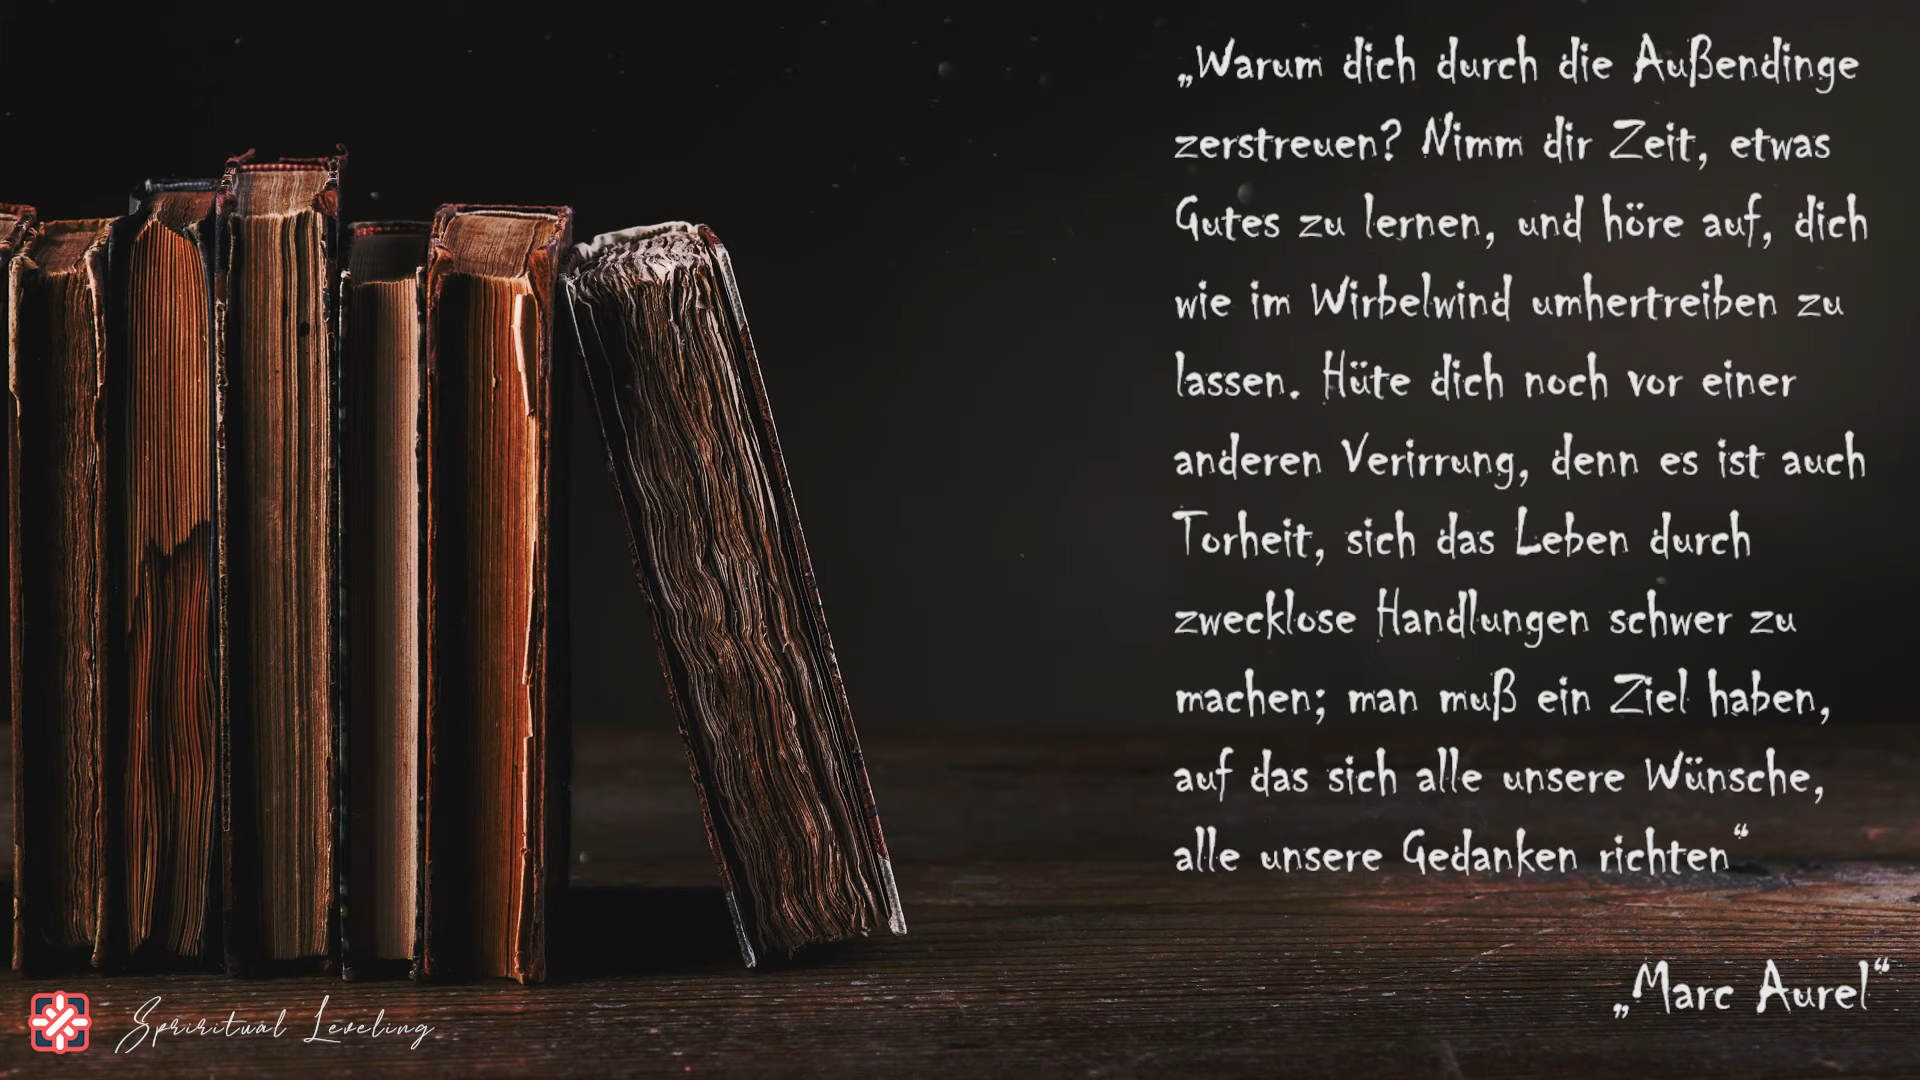 „Warum dich durch die Außendinge
zerstreuen? Nimm dir Zeit, etwas
Gutes zu lernen, und höre auf, dich
wie im Wirbelwind umhertreiben zu
lassen. Hüte dich noch vor einer
anderen Verirrung, denn es ist auch
Torheit, sich das Leben durch
zwecklose Handlungen schwer zu
machen; man muß ein Ziel haben,
auf das sich alle unsere Wünsche,
alle unsere Gedanken richten“
„Marc Aurel“
Spriritual Leveling